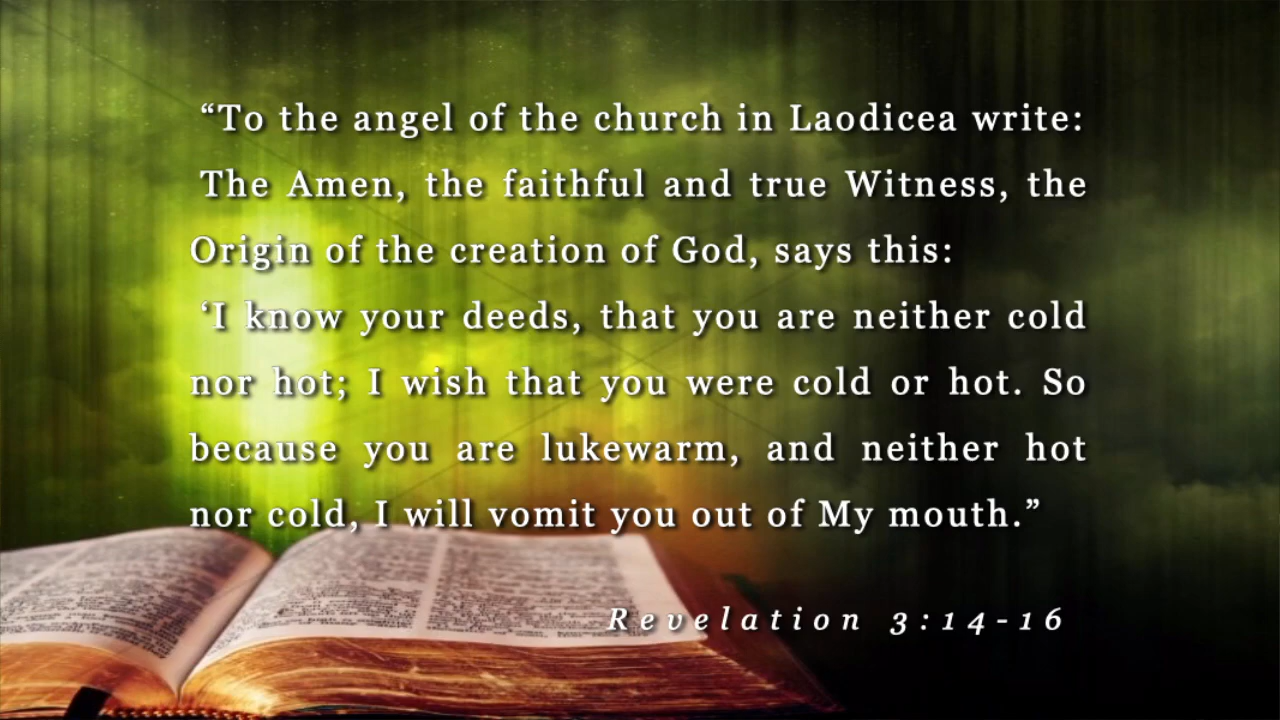 “To the angel of the church in Laodicea write:
The Amen, the faithful and true Witness, the
Origin of the creation of God, says this:
‘I know your deeds, that you are neither cold
nor hot; I wish that you were cold or hot. So
because you are lukewarm, and neither hot
nor cold, I will vomit you out of My mouth.”
Revelation 3:14-16